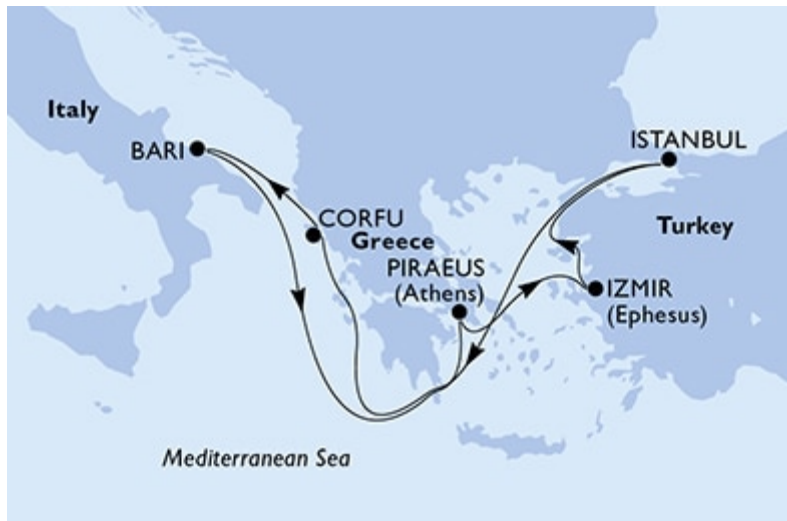 Italy
BARI
ISTANBUL
Turkey
CORFU
Greece
PIRAEUS
(Athens)
IZMIR
(Ephesus)
Mediterranean Sea